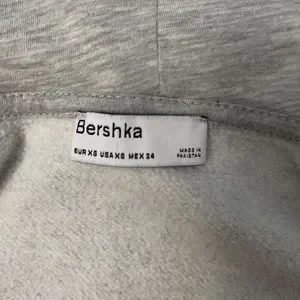 Bershka
EUR XS USA XS MEX 24
MADE IN
PAKISTAN